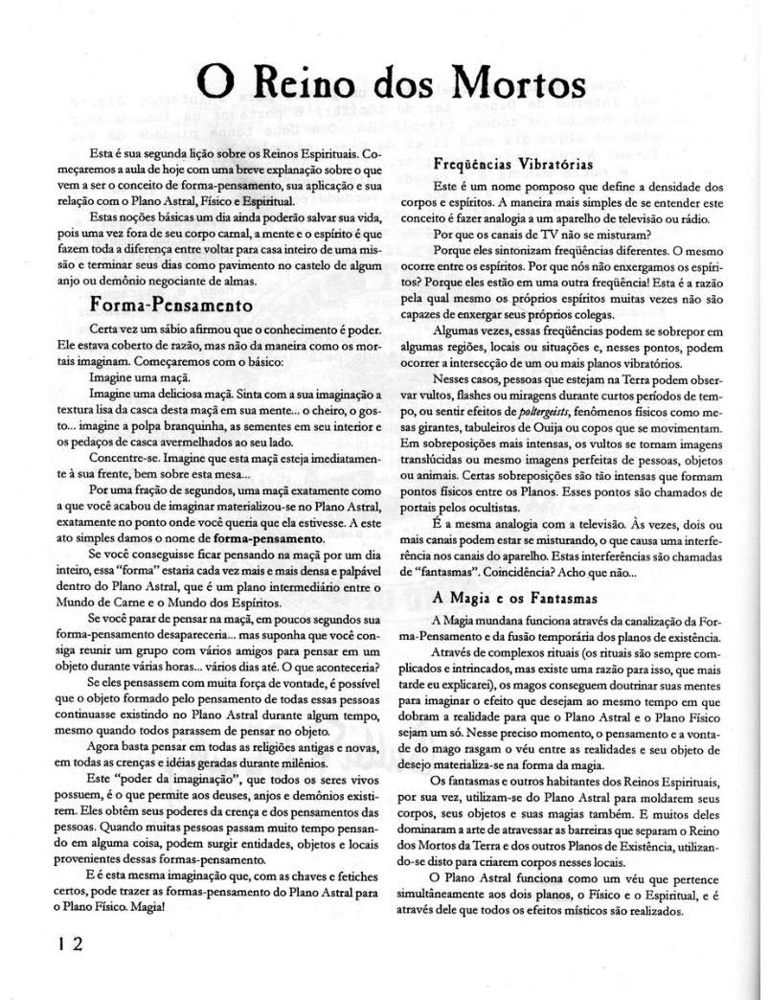 O Reino dos Mortos
Esta é sua segunda lição sobre os Reinos Espirituais. Co-
meçaremos a aula de hoje com uma breve explanação sobre o que
vem a ser o conceito de forma-pensamento, sua aplicação e sua
relação com o Plano Astral, Físico e Espiritual.
Estas noções básicas um dia ainda poderão salvar sua vida,
pois uma vez fora de seu corpo carnal, a mente e o espírito é que
fazem toda a diferença entre voltar para casa inteiro de uma mis-
são e terminar seus dias como pavimento no castelo de algum
anjo ou demônio negociante de almas.
Forma-Pensamento
Certa vez um sábio afirmou que o conhecimento é poder.
Ele estava coberto de razão, mas não da maneira como os mor-
tais imaginam. Começaremos com o básico:
Imagine uma maçã.
Imagine uma deliciosa maçã. Sinta com a sua imaginação a
textura lisa da casca desta maçã em sua mente... o cheiro, o gos-
to... imagine a polpa branquinha, as sementes em seu interior e
os pedaços de casca avermelhados ao seu lado.
Concentre-se. Imagine que esta maçã esteja imediatamen-
te à sua frente, bem sobre esta mesa...
Por uma fração de segundos, uma maçã exatamente como
a que você acabou de imaginar materializou-se no Plano Astral,
exatamente no ponto onde você queria que ela estivesse. A este
ato simples damos o nome de forma-pensamento.
Se você conseguisse ficar pensando na maçã por um dia
inteiro, essa "forma" estaria cada vez mais e mais densa e palpável
dentro do Plano Astral, que é um plano intermediário entre o
Mundo de Carne e o Mundo dos Espíritos.
Se você parar de pensar na maçã, em poucos segundos sua
forma-pensamento desapareceria... mas suponha que você con-
siga reunir um grupo com vários amigos para pensar em um
objeto durante várias horas... vários dias até. O que aconteceria?
Se eles pensassem com muita força de vontade, é possível
que o objeto formado pelo pensamento de todas essas pessoas
continuasse existindo no Plano Astral durante algum tempo,
mesmo quando todos parassem de pensar no objeto.
Agora basta pensar em todas as religiões antigas e novas,
em todas as crenças e idéias geradas durante milênios.
Este "poder da imaginação", que todos os seres vivos
possuem, é o que permite aos deuses, anjos e demônios existi-
rem. Eles obtêm seus poderes da crença e dos pensamentos das
pessoas. Quando muitas pessoas passam muito tempo pensan-
do em alguma coisa, podem surgir entidades, objetos e locais
provenientes dessas formas-pensamento.
E é esta mesma imaginação que, com as chaves e fetiches
certos, pode trazer as formas-pensamento do Plano Astral para
o Plano Físico. Magia!
Freqüências Vibratórias
Este é um nome pomposo que define a densidade dos
corpos e espíritos. A maneira mais simples de se entender este
conceito é fazer analogia a um aparelho de televisão ou rádio.
Por que os canais de TV não se misturam?
Porque eles sintonizam freqüências diferentes. O mesmo
ocorre entre os espíritos. Por que nós não enxergamos os espíri-
tos? Porque eles estão em uma outra freqüência! Esta é a razão
pela qual mesmo os próprios espíritos muitas vezes não são
capazes de enxergar seus próprios colegas.
Algumas vezes, essas freqüências podem se sobrepor em
algumas regiões, locais ou situações e, nesses pontos, podem
ocorrer a intersecção de um ou mais planos vibratórios.
Nesses casos, pessoas que estejam na Terra podem obser-
var vultos, flashes ou miragens durante curtos períodos de tem-
po, ou sentir efeitos de poltergeists, fenômenos físicos como me-
sas girantes, tabuleiros de Ouija ou copos que se movimentam.
Em sobreposições mais intensas, os vultos se tornam imagens
translúcidas ou mesmo imagens perfeitas de pessoas, objetos
ou animais. Certas sobreposições são tão intensas que formam
pontos físicos entre os Planos. Esses pontos são chamados de
portais pelos ocultistas.
É a mesma analogia com a televisão. Às vezes, dois ou
mais canais podem estar se misturando, o que causa uma interfe-
rência nos canais do aparelho. Estas interferências são chamadas
de "fantasmas". Coincidência? Acho que não...
A Magia e os Fantasmas
A Magia mundana funciona através da canalização da For-
ma-Pensamento e da fusão temporária dos planos de existência.
Através de complexos rituais (os rituais são sempre com-
plicados e intrincados, mas existe uma razão para isso, que mais
tarde eu explicarei), os magos conseguem doutrinar suas mentes
para imaginar o efeito que desejam ao mesmo tempo em que
dobram a realidade para que o Plano Astral e o Plano Físico
sejam um só. Nesse preciso momento, o pensamento e a vonta-
de do mago rasgam o véu entre as realidades e seu objeto de
desejo materializa-se na forma da magia.
Os fantasmas e outros habitantes dos Reinos Espirituais,
por sua vez, utilizam-se do Plano Astral para moldarem seus
corpos, seus objetos e suas magias também. E muitos deles
dominaram a arte de atravessar as barreiras que separam o Reino
dos Mortos da Terra e dos outros Planos de Existência, utilizan-
do-se disto para criarem corpos nesses locais.
O Plano Astral funciona como um véu que pertence
simultâneamente aos dois planos, o Físico e o Espiritual, e é
através dele que todos os efeitos místicos são realizados.
12